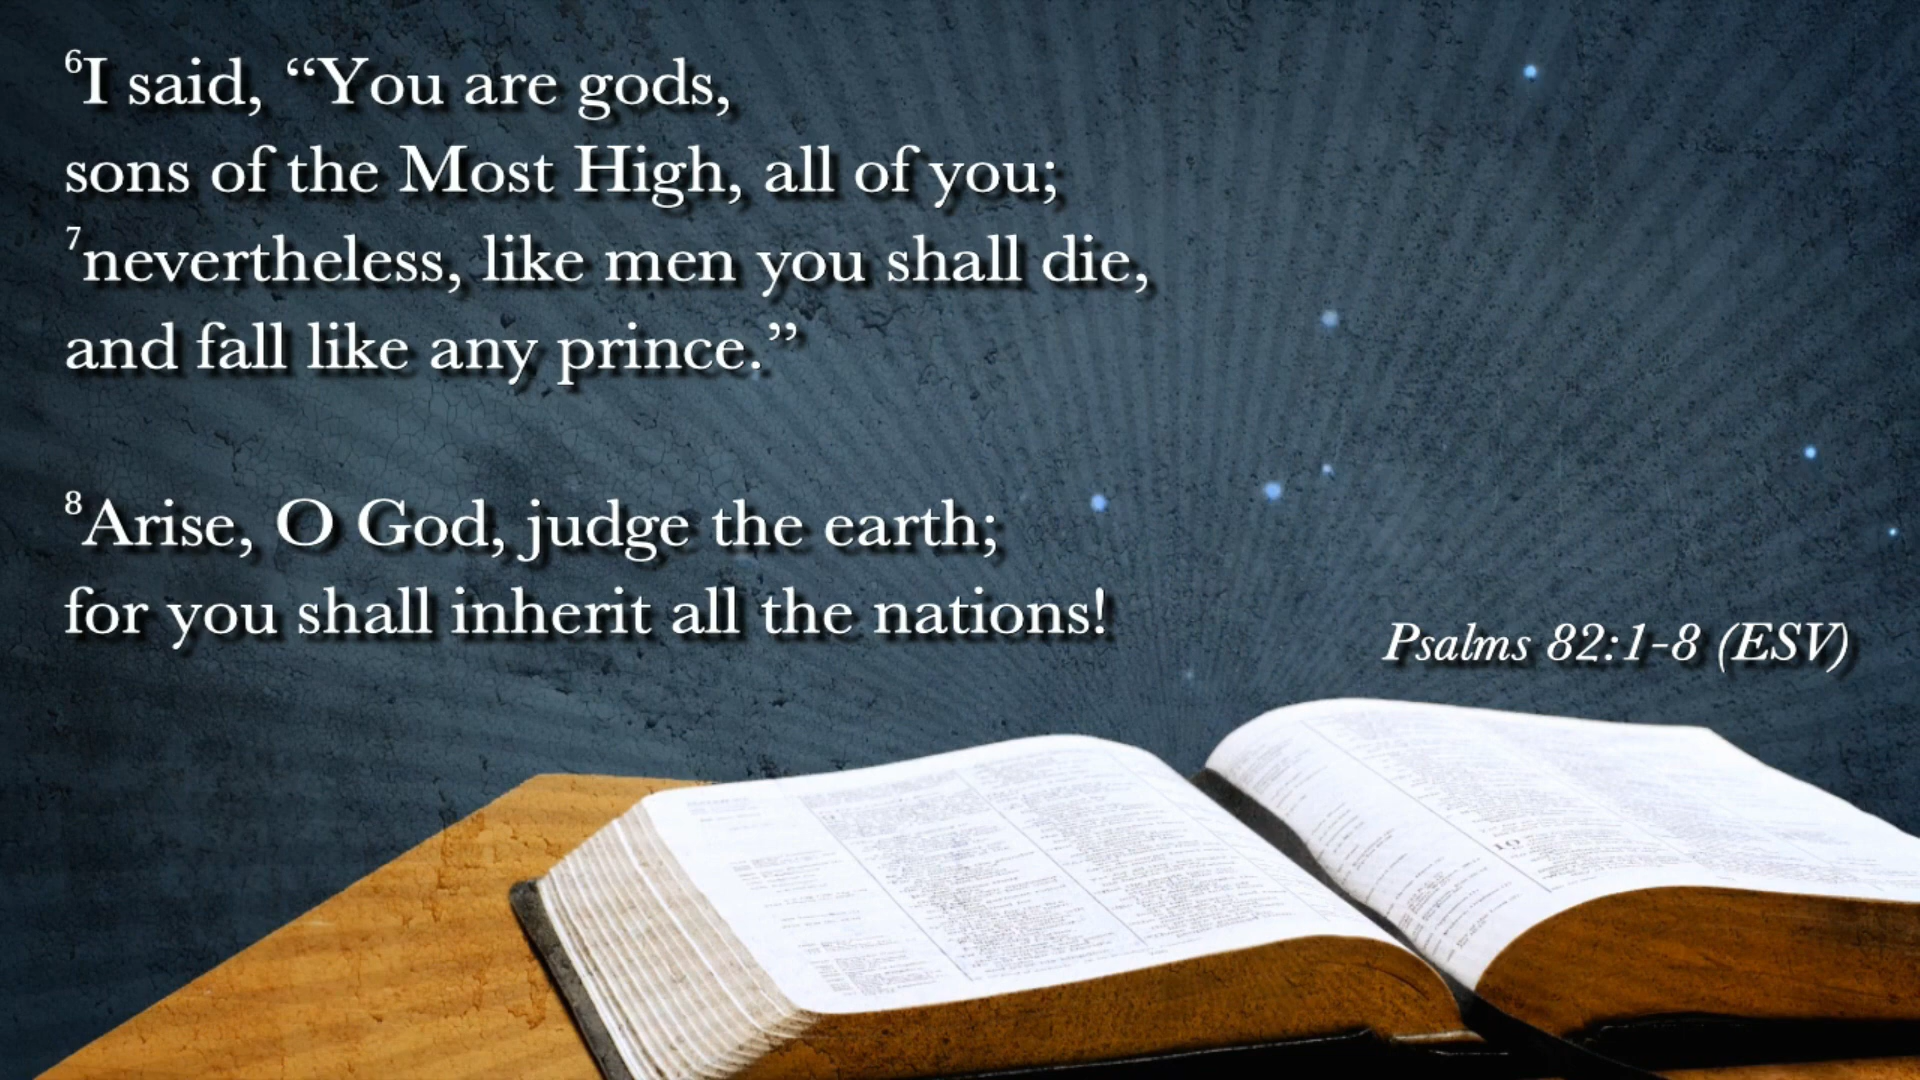 6I said, “You are gods,
sons of the Most High, all of you;
7nevertheless, like men you shall die,
and fall like any prince.”
8Arise, O God, judge the earth;
for you shall inherit all the nations!
Psalms 82:1-8 (ESV)